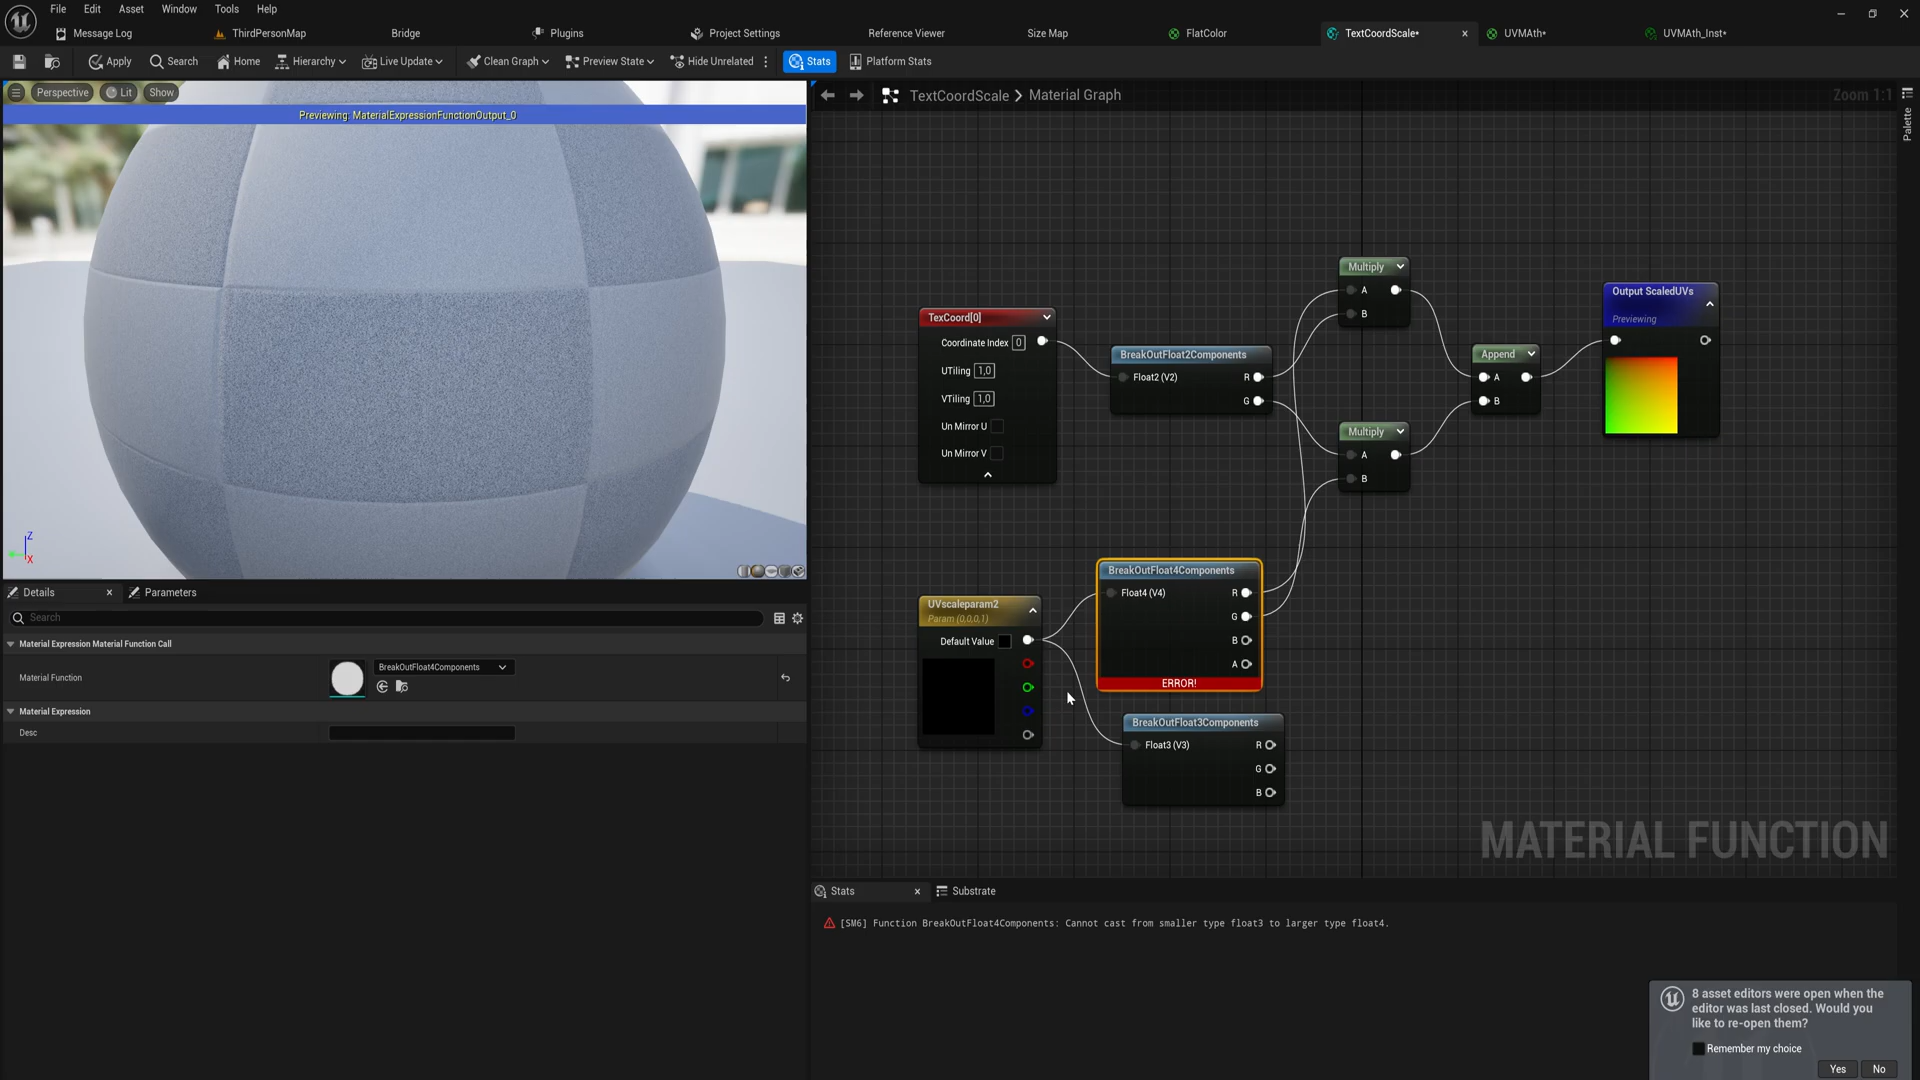 File Edit Asset Window Tools Help
Message Log ThirdPersonMap Bridge Plugins Project Settings Reference Viewer Size Map FlatColor TextCoordScale* UVMAth* UVMAth_Inst*
Apply Search Home Hierarchy Live Update Clean Graph Preview State Hide Unrelated Stats Platform Stats
Perspective Lit Show
Previewing: MaterialExpressionFunctionOutput_0
Z
X
TextCoordScale > Material Graph
Zoom 1:1
Palette
TexCoord[0]
Coordinate Index 0
UTiling 1,0
VTiling 1,0
Un Mirror U
Un Mirror V
BreakOutFloat2Components
Float2 (V2) R
G
Multiply
A
B
Multiply
A
B
Append
A
B
Output ScaledUVs
Previewing
UVscaleparam2
Param (0,0,0,1)
Default Value
BreakOutFloat4Components
Float4 (V4) R
G
B
A
ERROR!
BreakOutFloat3Components
Float3 (V3) R
G
B
MATERIAL FUNCTION
Details Parameters
Search
Material Expression Material Function Call
Material Function BreakOutFloat4Components
Material Expression
Desc
Stats Substrate
[SM6] Function BreakOutFloat4Components: Cannot cast from smaller type float3 to larger type float4.
8 asset editors were open when the
editor was last closed. Would you
like to re-open them?
Remember my choice
Yes No